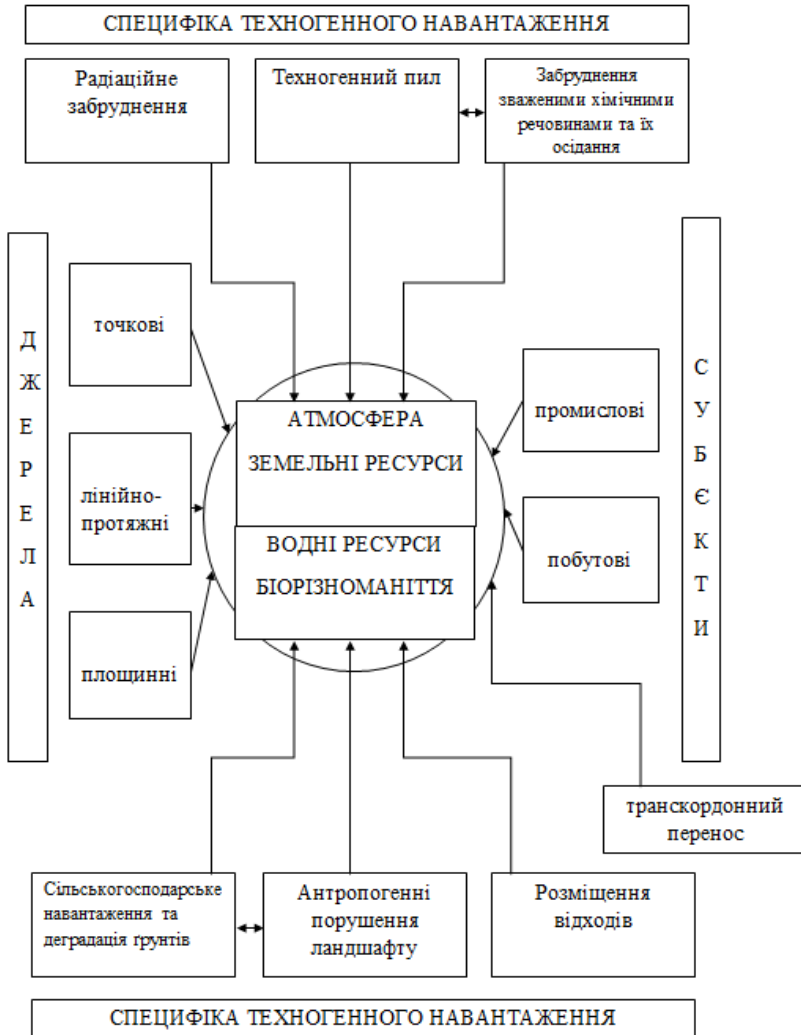 СПЕЦИФІКА ТЕХНОГЕННОГО НАВАНТАЖЕННЯ
Радіаційне
забруднення
Техногенний пил
Забруднення
зваженими хімічними
речовинами та їх
осідання
Д
Ж
Е
Р
Е
Л
А
точкові
лінійно-
протяжні
площинні
АТМОСФЕРА
ЗЕМЕЛЬНІ РЕСУРСИ
ВОДНІ РЕСУРСИ
БІОРІЗНОМАНІТТЯ
промислові
побутові
С
У
Б
Є
К
Т
И
транскордонний
перенос
Сільськогосподарське
навантаження та
деградація ґрунтів
Антропогенні
порушення
ландшафту
Розміщення
відходів
СПЕЦИФІКА ТЕХНОГЕННОГО НАВАНТАЖЕННЯ